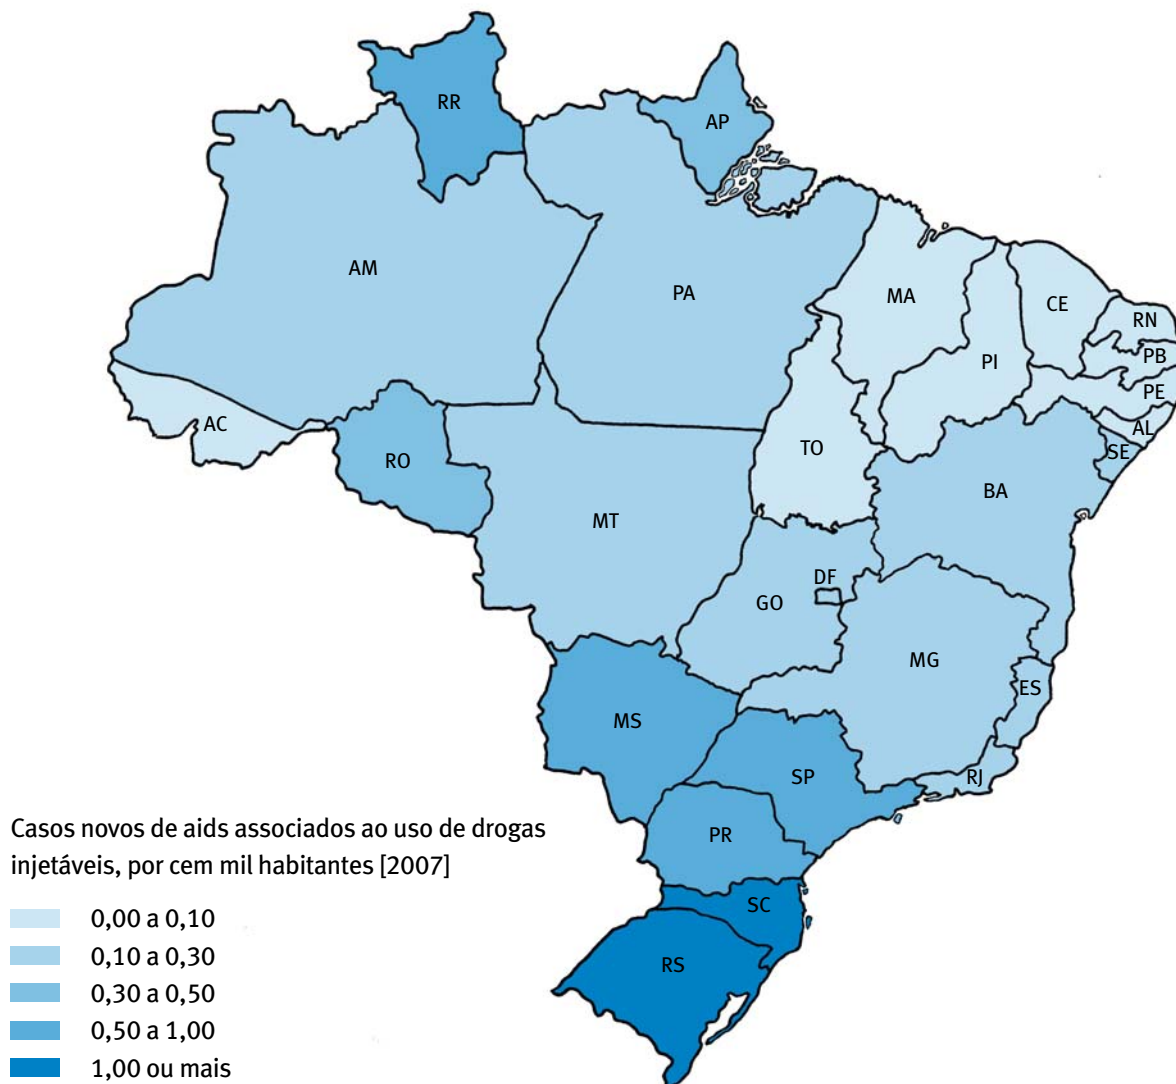 RR
AP
AM
PA
MA
CE
RN
PB
PI
PE
AC
AL
TO
SE
RO
BA
MT
DF
GO
MG
ES
MS
SP
RJ
PR
SC
RS
Casos novos de aids associados ao uso de drogas
injetáveis, por cem mil habitantes [2007]
0,00 a 0,10
0,10 a 0,30
0,30 a 0,50
0,50 a 1,00
1,00 ou mais